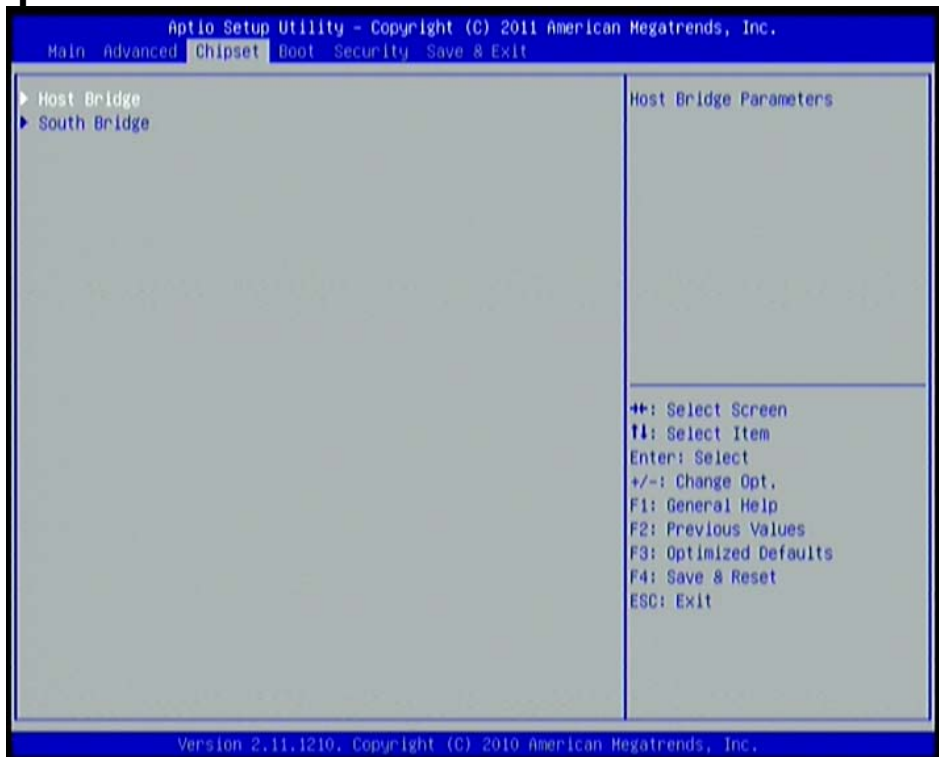 Aptio Setup Utility - Copyright (C) 2011 American Megatrends, Inc.
Main Advanced Chipset Boot Security Save & Exit
Host Bridge
South Bridge
Host Bridge Parameters
→←: Select Screen
↑↓: Select Item
Enter: Select
+/-: Change Opt.
F1: General Help
F2: Previous Values
F3: Optimized Defaults
F4: Save & Reset
ESC: Exit
Version 2.11.1210. Copyright (C) 2010 American Megatrends, Inc.